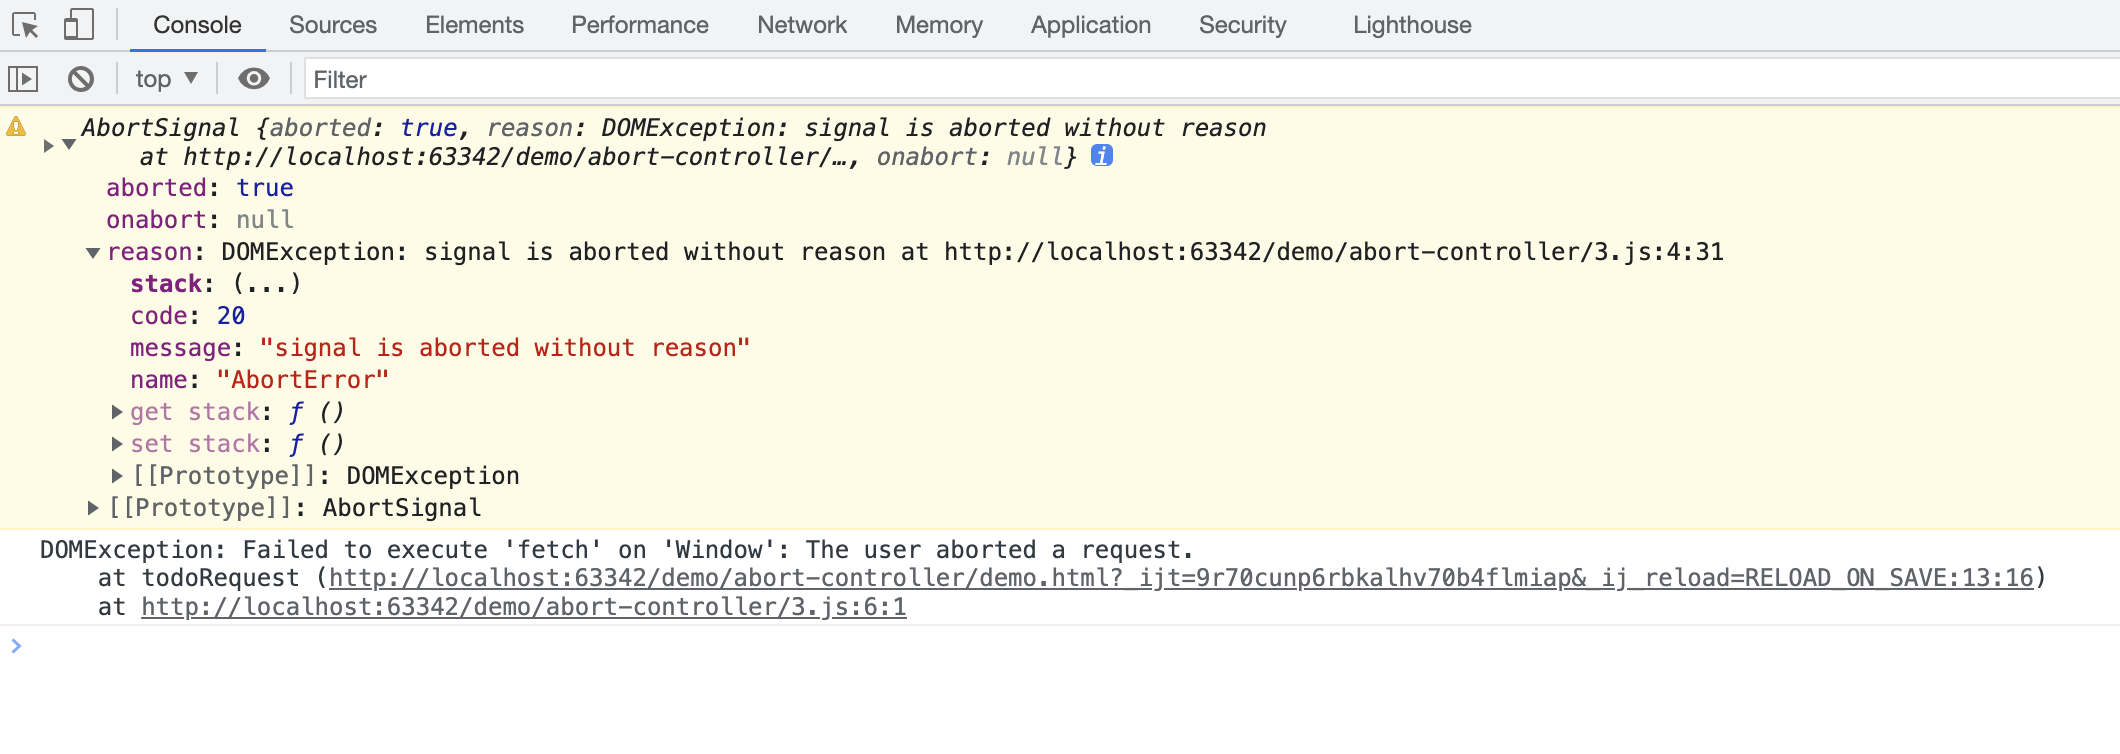 Console Sources Elements Performance Network Memory Application Security Lighthouse
top ▼ Filter
AbortSignal {aborted: true, reason: DOMException: signal is aborted without reason
at http://localhost:63342/demo/abort-controller/…, onabort: null} i
aborted: true
onabort: null
reason: DOMException: signal is aborted without reason at http://localhost:63342/demo/abort-controller/3.js:4:31
stack: (...)
code: 20
message: "signal is aborted without reason"
name: "AbortError"
get stack: ƒ ()
set stack: ƒ ()
[[Prototype]]: DOMException
[[Prototype]]: AbortSignal
DOMException: Failed to execute 'fetch' on 'Window': The user aborted a request.
at todoRequest (http://localhost:63342/demo/abort-controller/demo.html?_ijt=9r70cunp6rbkalhv70b4flmiap&_ij_reload=RELOAD_ON_SAVE:13:16)
at http://localhost:63342/demo/abort-controller/3.js:6:1